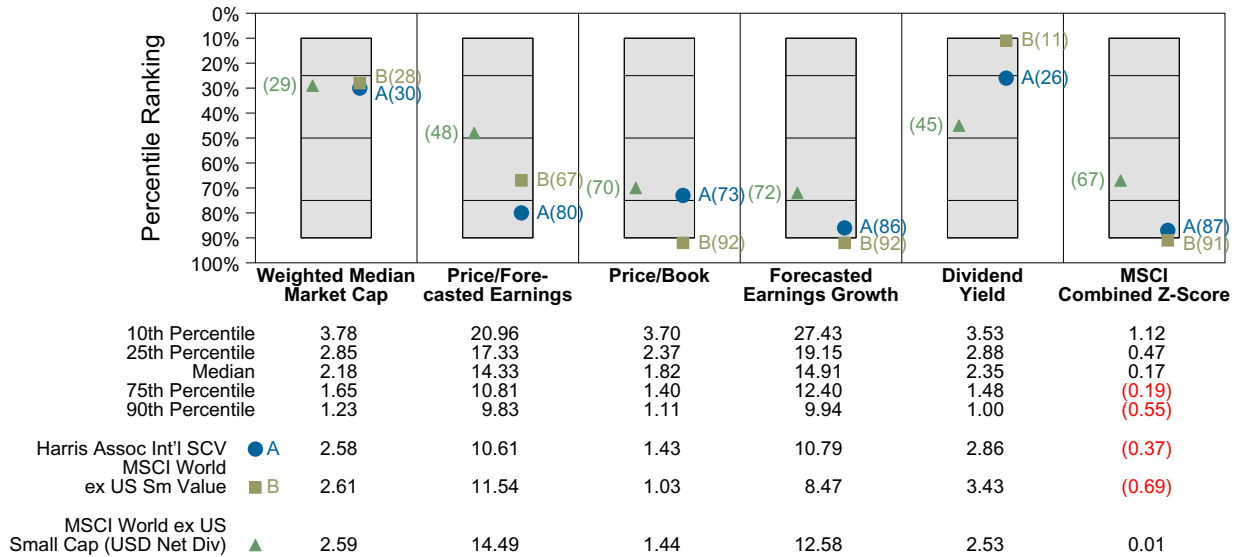 Percentile Ranking
0%
10%
20%
30%
40%
50%
60%
70%
80%
90%
100%
(29)
B(28)
A(30)
(48)
B(67)
A(80)
(70)
A(73)
B(92)
(72)
A(86)
B(92)
B(11)
A(26)
(45)
(67)
A(87)
B(91)
Weighted Median
Market Cap
Price/Fore-
casted Earnings
Price/Book
Forecasted
Earnings Growth
Dividend
Yield
MSCI
Combined Z-Score
10th Percentile 3.78 20.96 3.70 27.43 3.53 1.12
25th Percentile 2.85 17.33 2.37 19.15 2.88 0.47
Median 2.18 14.33 1.82 14.91 2.35 0.17
75th Percentile 1.65 10.81 1.40 12.40 1.48 (0.19)
90th Percentile 1.23 9.83 1.11 9.94 1.00 (0.55)
Harris Assoc Int'l SCV A 2.58 10.61 1.43 10.79 2.86 (0.37)
MSCI World
ex US Sm Value B 2.61 11.54 1.03 8.47 3.43 (0.69)
MSCI World ex US
Small Cap (USD Net Div) 2.59 14.49 1.44 12.58 2.53 0.01